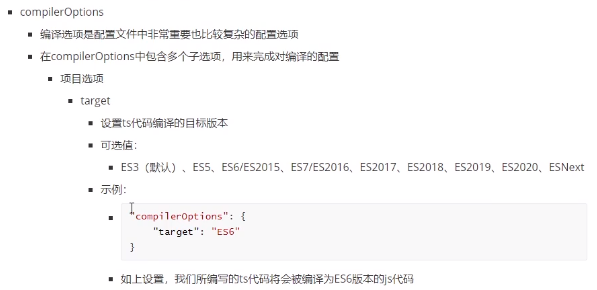 compilerOptions
编译选项是配置文件中非常重要也比较复杂的配置选项
在compilerOptions中包含多个子选项，用来完成对编译的配置
项目选项
target
设置ts代码编译的目标版本
可选值：
ES3（默认）、ES5、ES6/ES2015、ES7/ES2016、ES2017、ES2018、ES2019、ES2020、ESNext
示例：
"compilerOptions": {
"target": "ES6"
}
如上设置，我们所编写的ts代码将会被编译为ES6版本的js代码